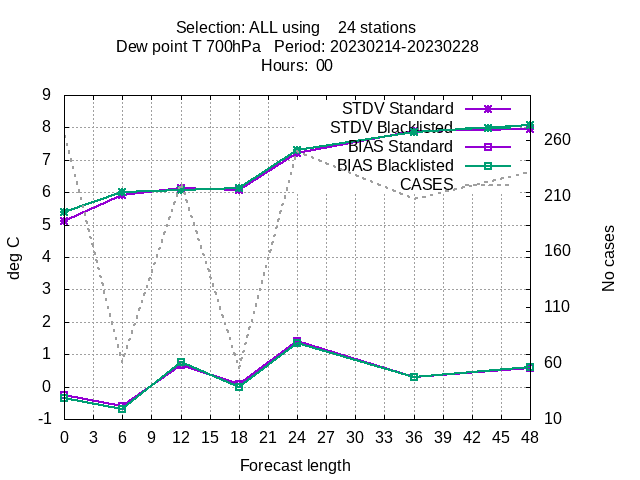 Selection: ALL using    24 stations
Dew point T 700hPa   Period: 20230214-20230228
Hours:  00
STDV Standard
STDV Blacklisted
BIAS Standard
BIAS Blacklisted
CASES
9
8
7
6
5
4
3
2
1
0
-1
deg C
260
210
160
110
60
10
No cases
0 3 6 9 12 15 18 21 24 27 30 33 36 39 42 45 48
Forecast length